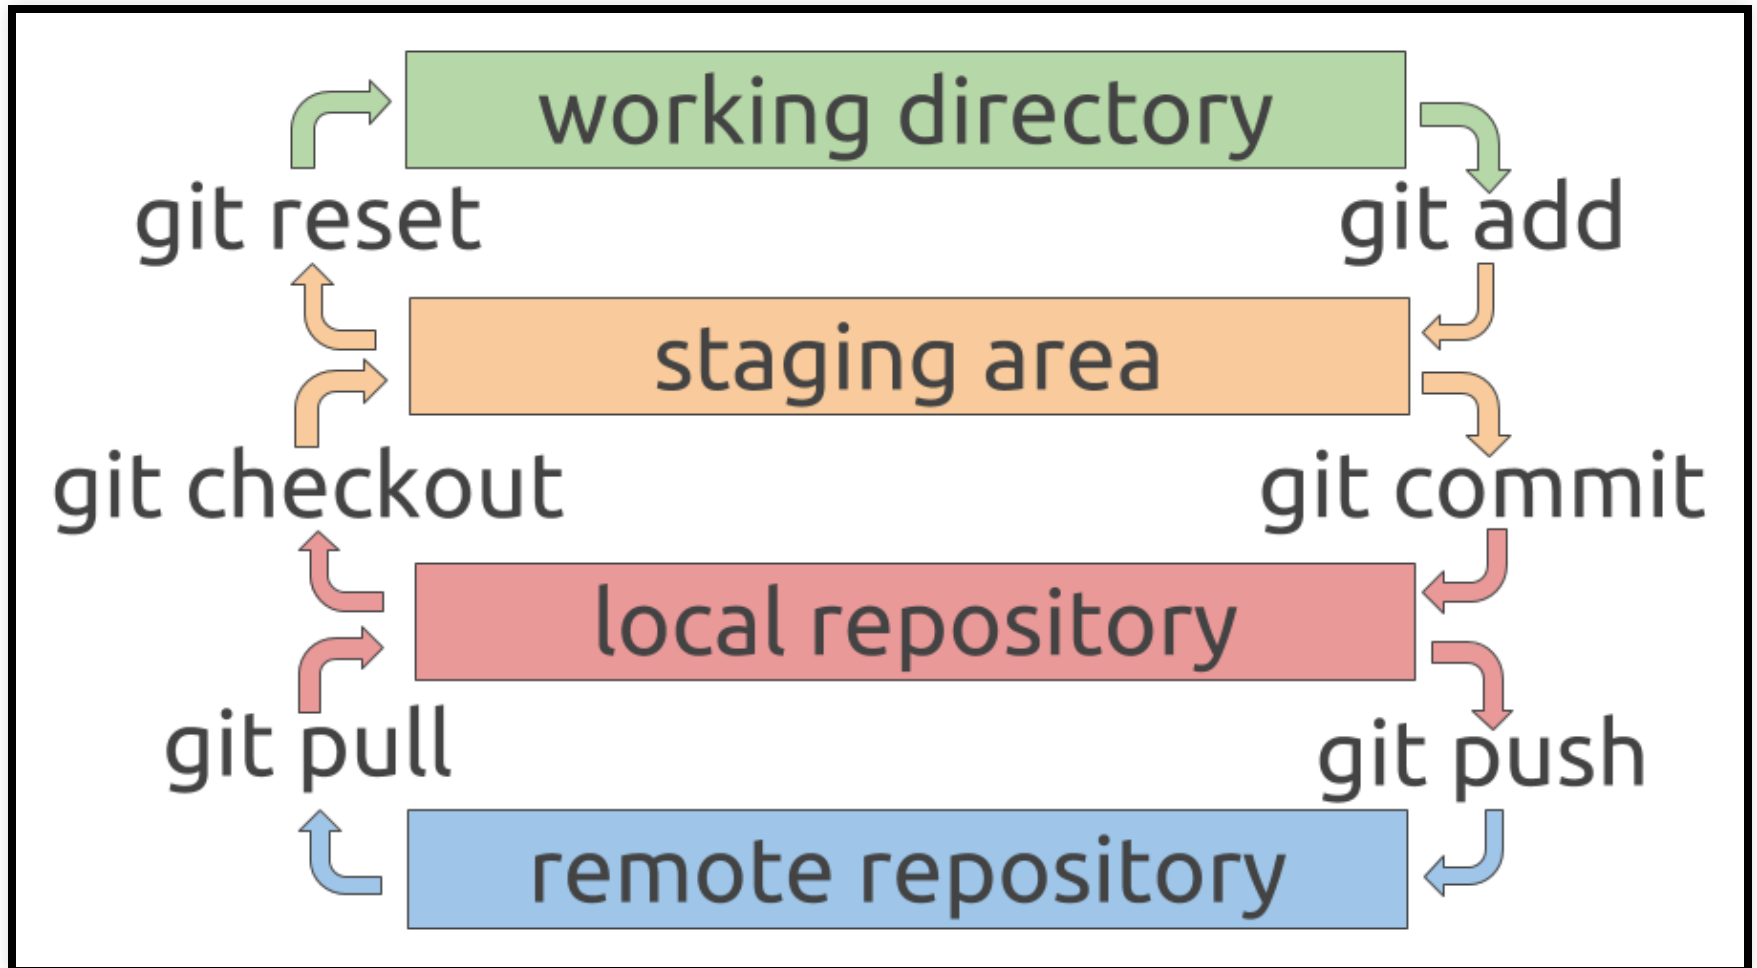 working directory
git reset
git add
staging area
git checkout
git commit
local repository
git pull
git push
remote repository